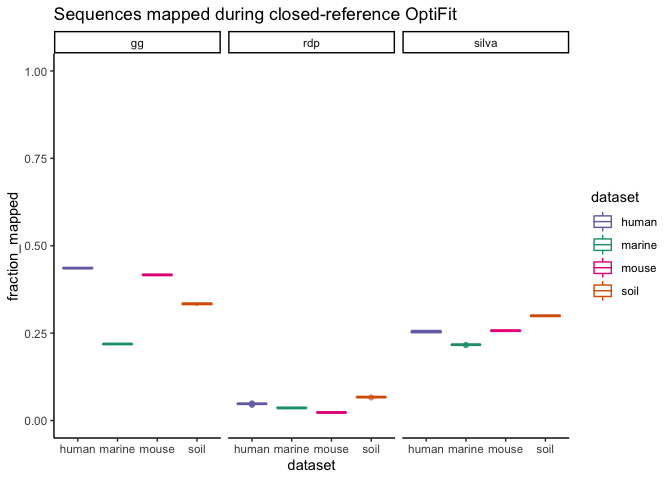 Sequences mapped during closed-reference OptiFit
gg
rdp
silva
1.00
0.75
0.50
0.25
0.00
fraction_mapped
human marine mouse soil
human marine mouse soil
human marine mouse soil
dataset
dataset
human
marine
mouse
soil